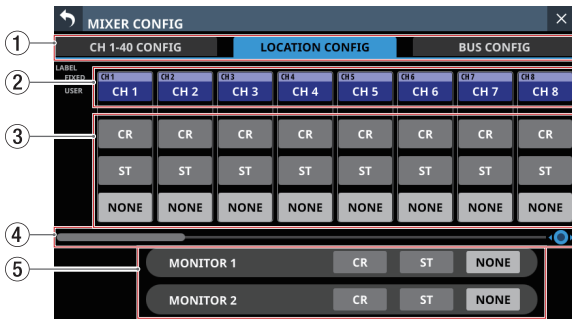 MIXER CONFIG
1 CH 1-40 CONFIG LOCATION CONFIG BUS CONFIG
LABEL
2 FIXED CH 1 CH 2 CH 3 CH 4 CH 5 CH 6 CH 7 CH 8
USER CH 1 CH 2 CH 3 CH 4 CH 5 CH 6 CH 7 CH 8
3 CR CR CR CR CR CR CR CR
ST ST ST ST ST ST ST ST
NONE NONE NONE NONE NONE NONE NONE NONE
4
5 MONITOR 1 CR ST NONE
MONITOR 2 CR ST NONE